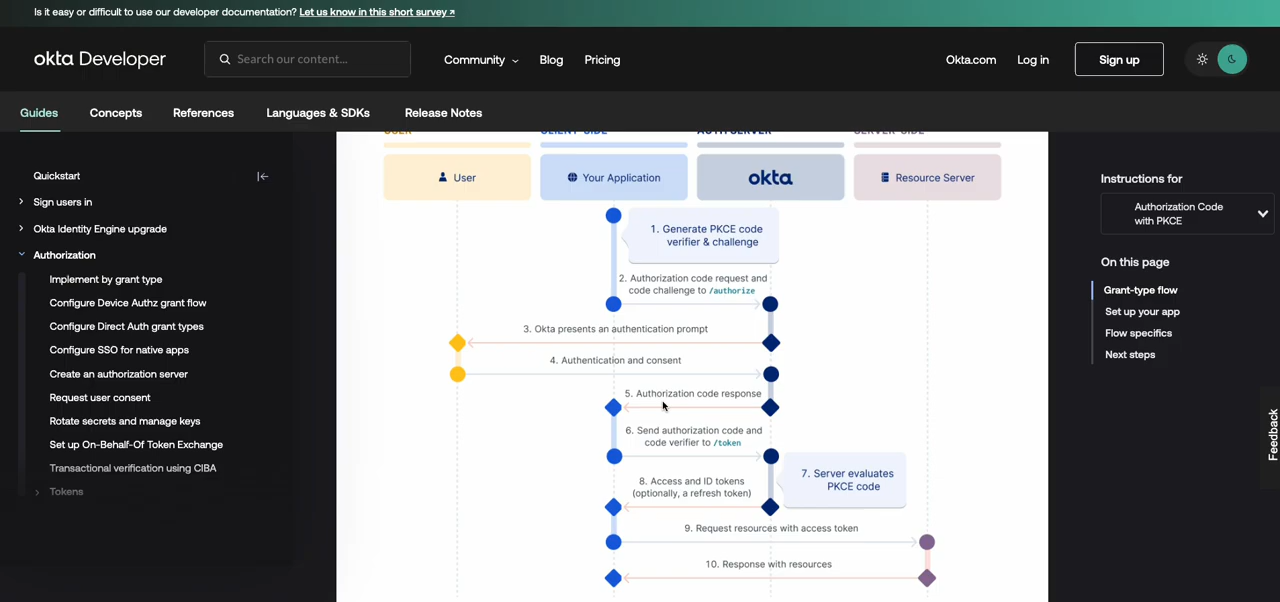 Is it easy or difficult to use our developer documentation? Let us know in this short survey ↗
okta Developer
Search our content...
Community
Blog
Pricing
Okta.com
Log in
Sign up
Guides
Concepts
References
Languages & SDKs
Release Notes
Quickstart
Sign users in
Okta Identity Engine upgrade
Authorization
Implement by grant type
Configure Device Authz grant flow
Configure Direct Auth grant types
Configure SSO for native apps
Create an authorization server
Request user consent
Rotate secrets and manage keys
Set up On-Behalf-Of Token Exchange
Transactional verification using CIBA
Tokens
USER
CLIENT-SIDE
AUTH SERVER
SERVER-SIDE
User
Your Application
okta
Resource Server
1. Generate PKCE code
verifier & challenge
2. Authorization code request and
code challenge to /authorize
3. Okta presents an authentication prompt
4. Authentication and consent
5. Authorization code response
6. Send authorization code and
code verifier to /token
7. Server evaluates
PKCE code
8. Access and ID tokens
(optionally, a refresh token)
9. Request resources with access token
10. Response with resources
Instructions for
Authorization Code
with PKCE
On this page
Grant-type flow
Set up your app
Flow specifics
Next steps
Feedback